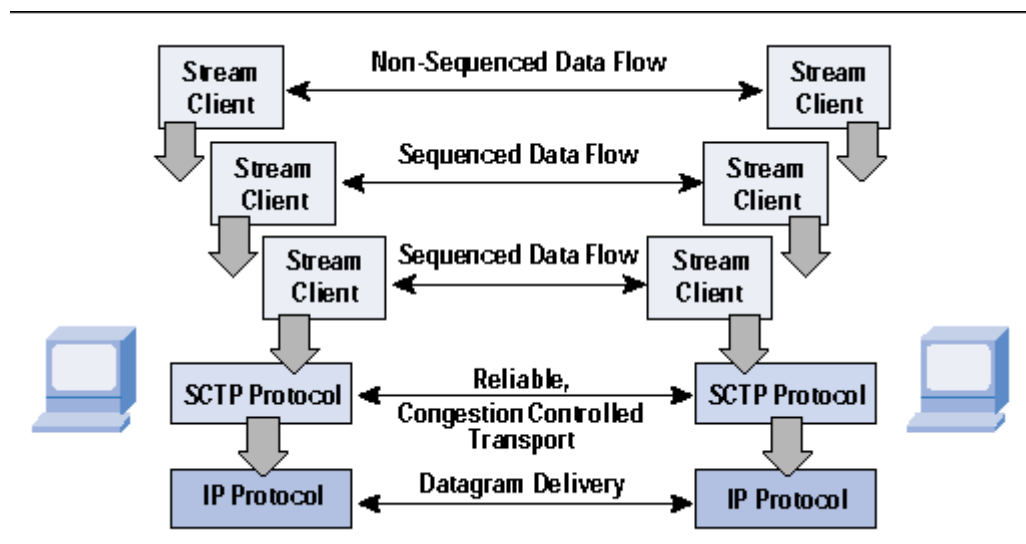 Stream
Client
Non-Sequenced Data Flow
Stream
Client
Stream
Client
Sequenced Data Flow
Stream
Client
Stream
Client
Sequenced Data Flow
Stream
Client
SCTP Protocol
Reliable,
Congestion Controlled
Transport
SCTP Protocol
IP Protocol
Datagram Delivery
IP Protocol